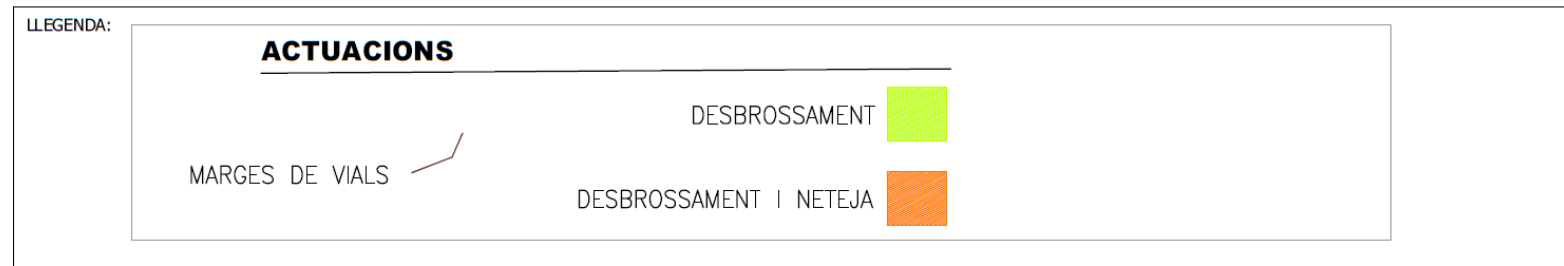 LLEGENDA:
ACTUACIONS
DESBROSSAMENT
MARGES DE VIALS
DESBROSSAMENT I NETEJA